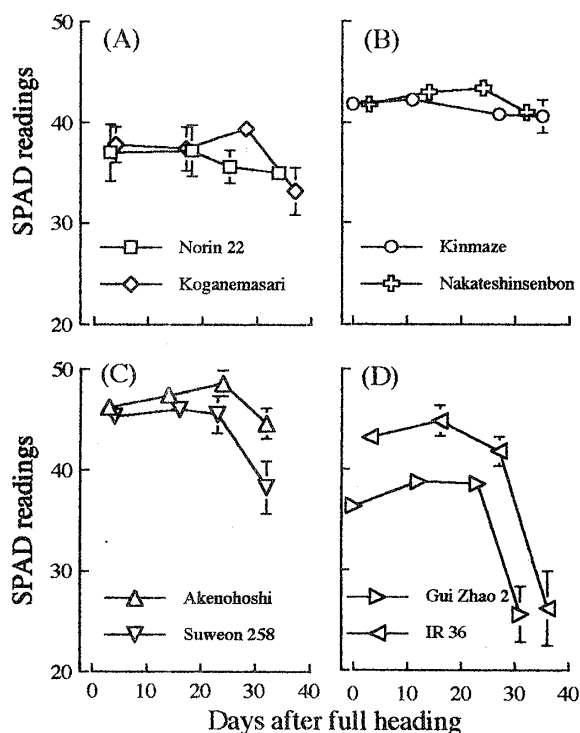 50
(A)
(B)
40
30
20
SPAD readings
Norin 22
Koganemasari
Kinmaze
Nakateshinsenbon
50
(C)
(D)
40
30
20
SPAD readings
Akenohoshi
Suweon 258
Gui Zhao 2
IR 36
0 10 20 30 40 0 10 20 30 40
Days after full heading